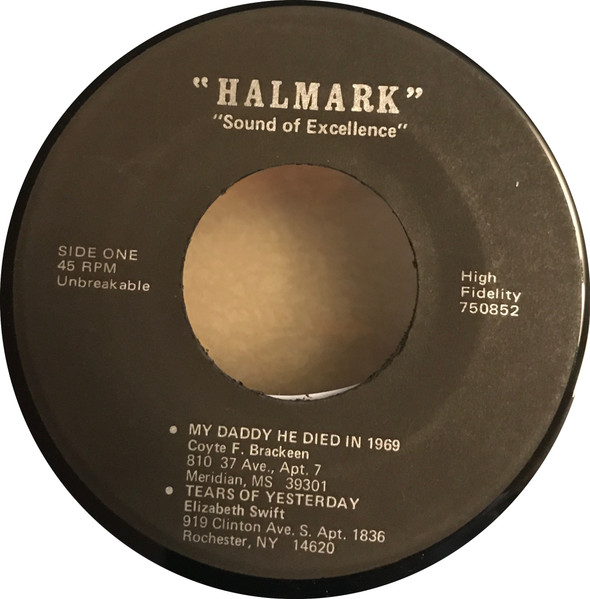 "HALMARK"
"Sound of Excellence"
SIDE ONE
45 RPM
Unbreakable
High
Fidelity
750852
• MY DADDY HE DIED IN 1969
Coyte F. Brackeen
810 37 Ave., Apt. 7
Meridian, MS 39301
• TEARS OF YESTERDAY
Elizabeth Swift
919 Clinton Ave. S. Apt. 1836
Rochester, NY 14620